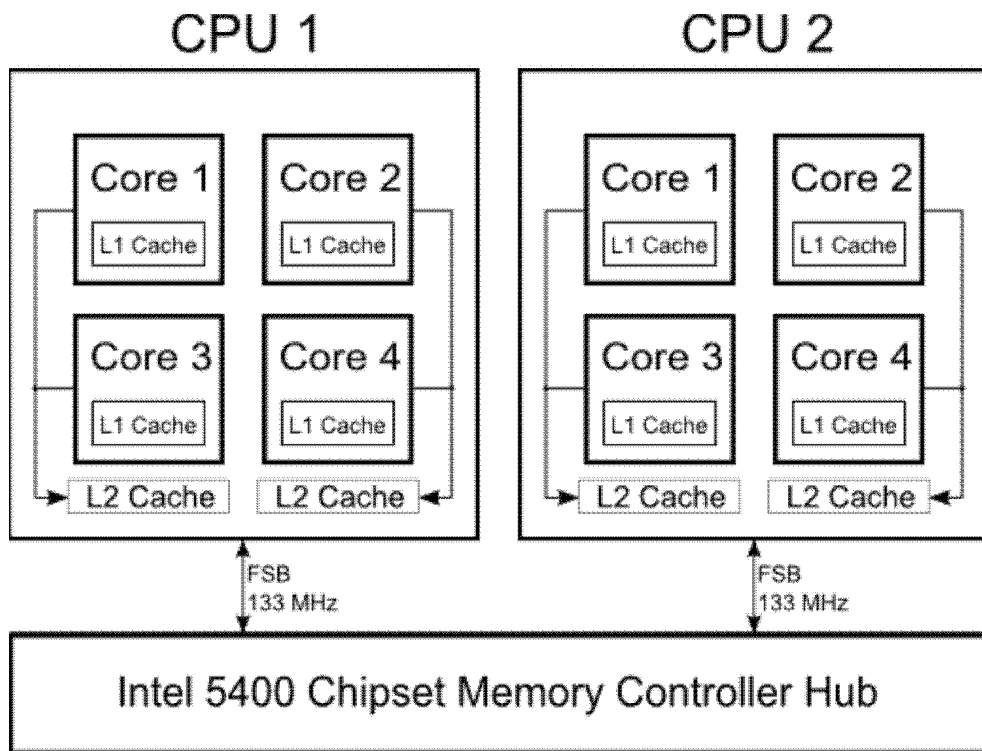 CPU 1
CPU 2
Core 1
Core 2
Core 1
Core 2
L1 Cache
L1 Cache
L1 Cache
L1 Cache
Core 3
Core 4
Core 3
Core 4
L1 Cache
L1 Cache
L1 Cache
L1 Cache
L2 Cache
L2 Cache
L2 Cache
L2 Cache
FSB
133 MHz
FSB
133 MHz
Intel 5400 Chipset Memory Controller Hub